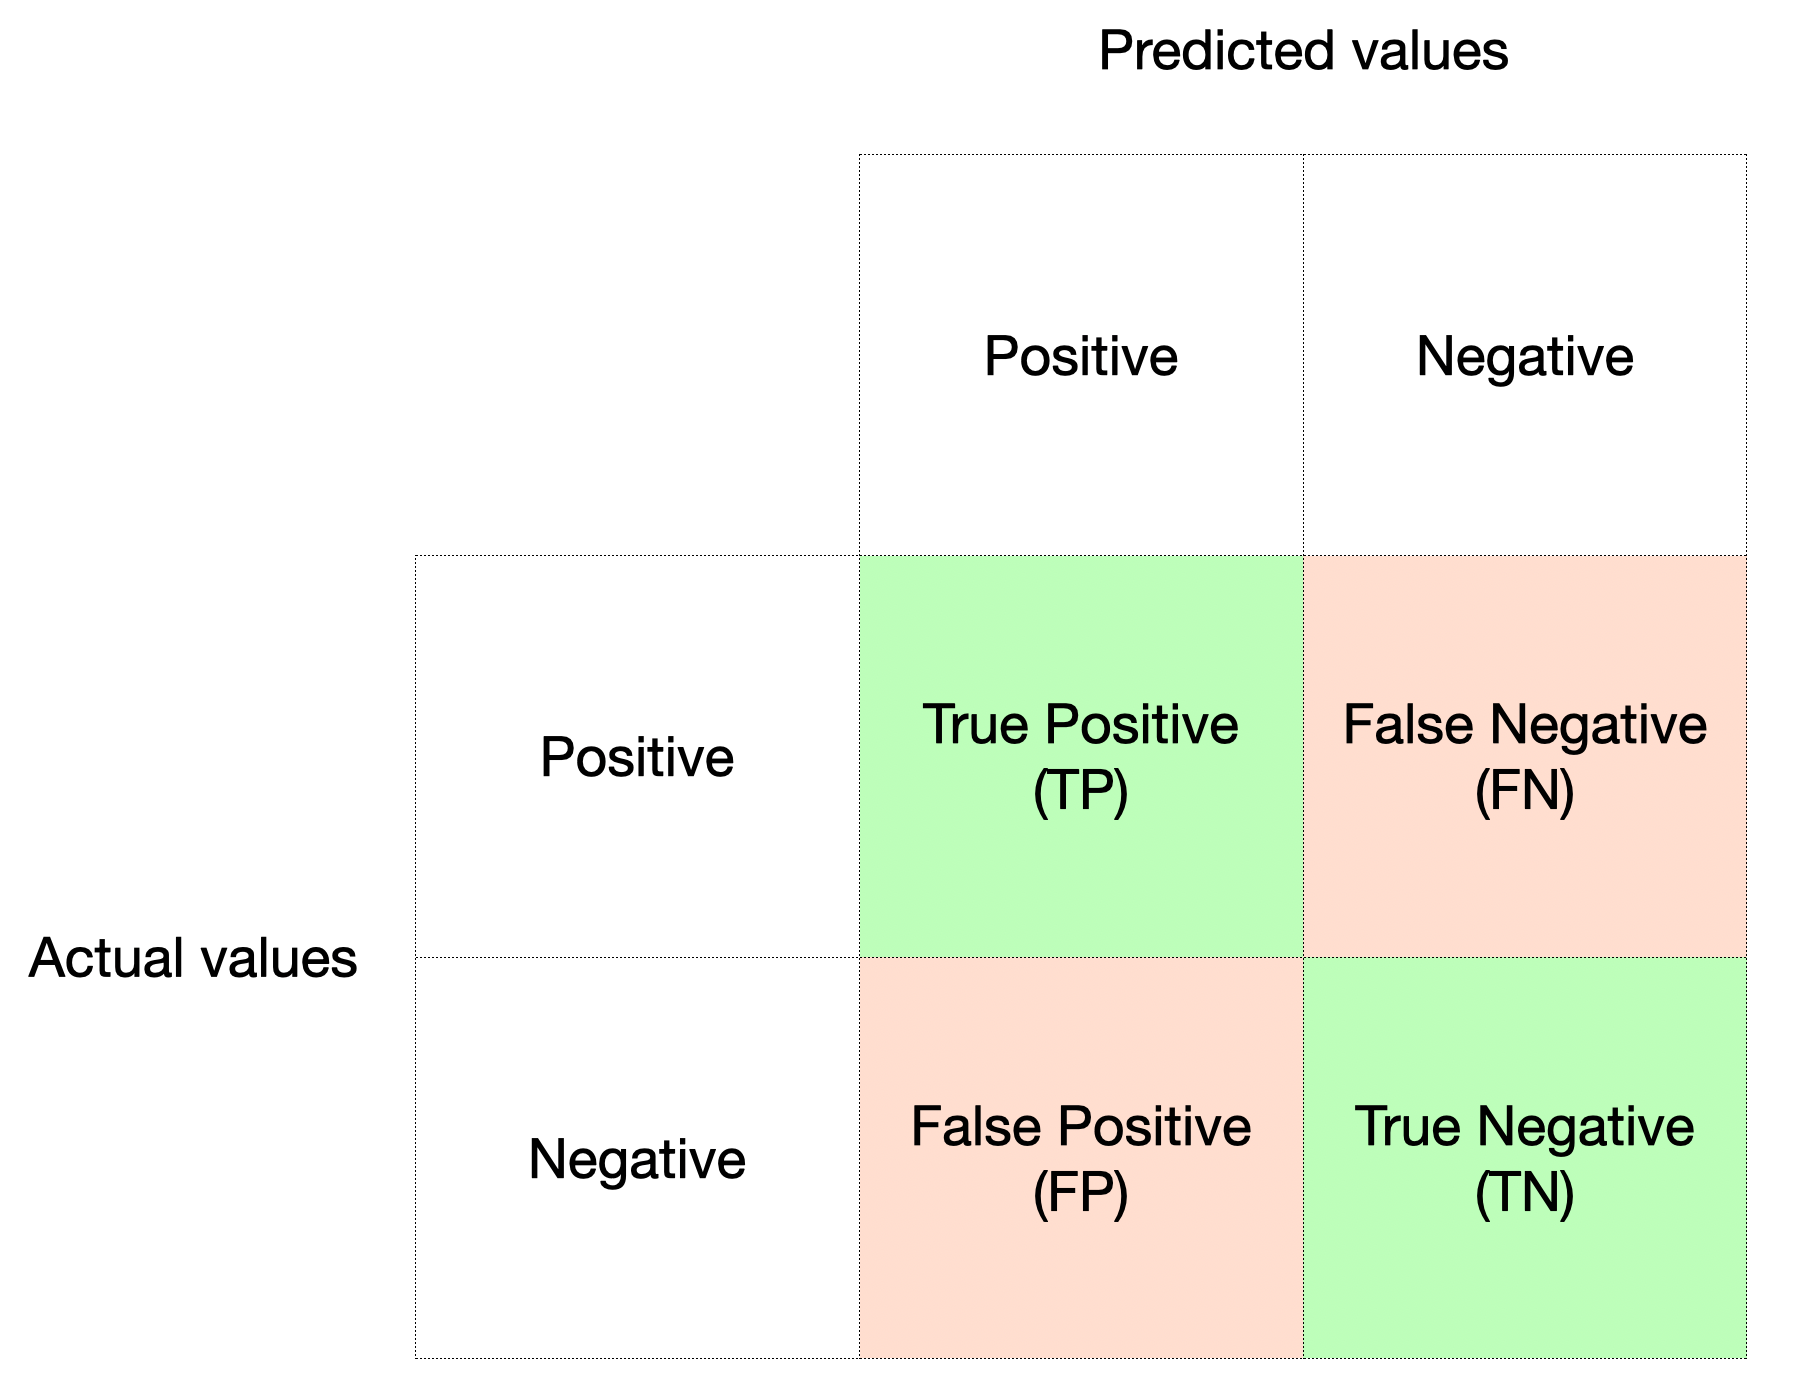 Predicted values
Positive
Negative
Positive
True Positive
(TP)
False Negative
(FN)
Actual values
Negative
False Positive
(FP)
True Negative
(TN)